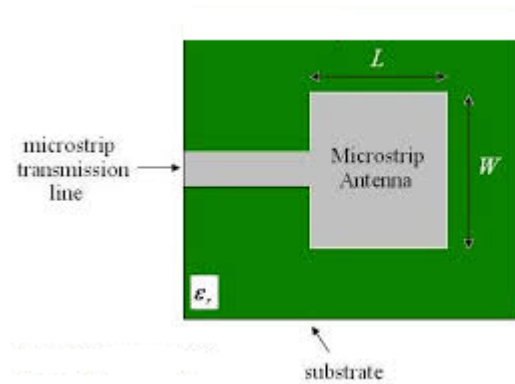 L
microstrip
transmission
line
Microstrip
Antenna
W
εᵣ
substrate